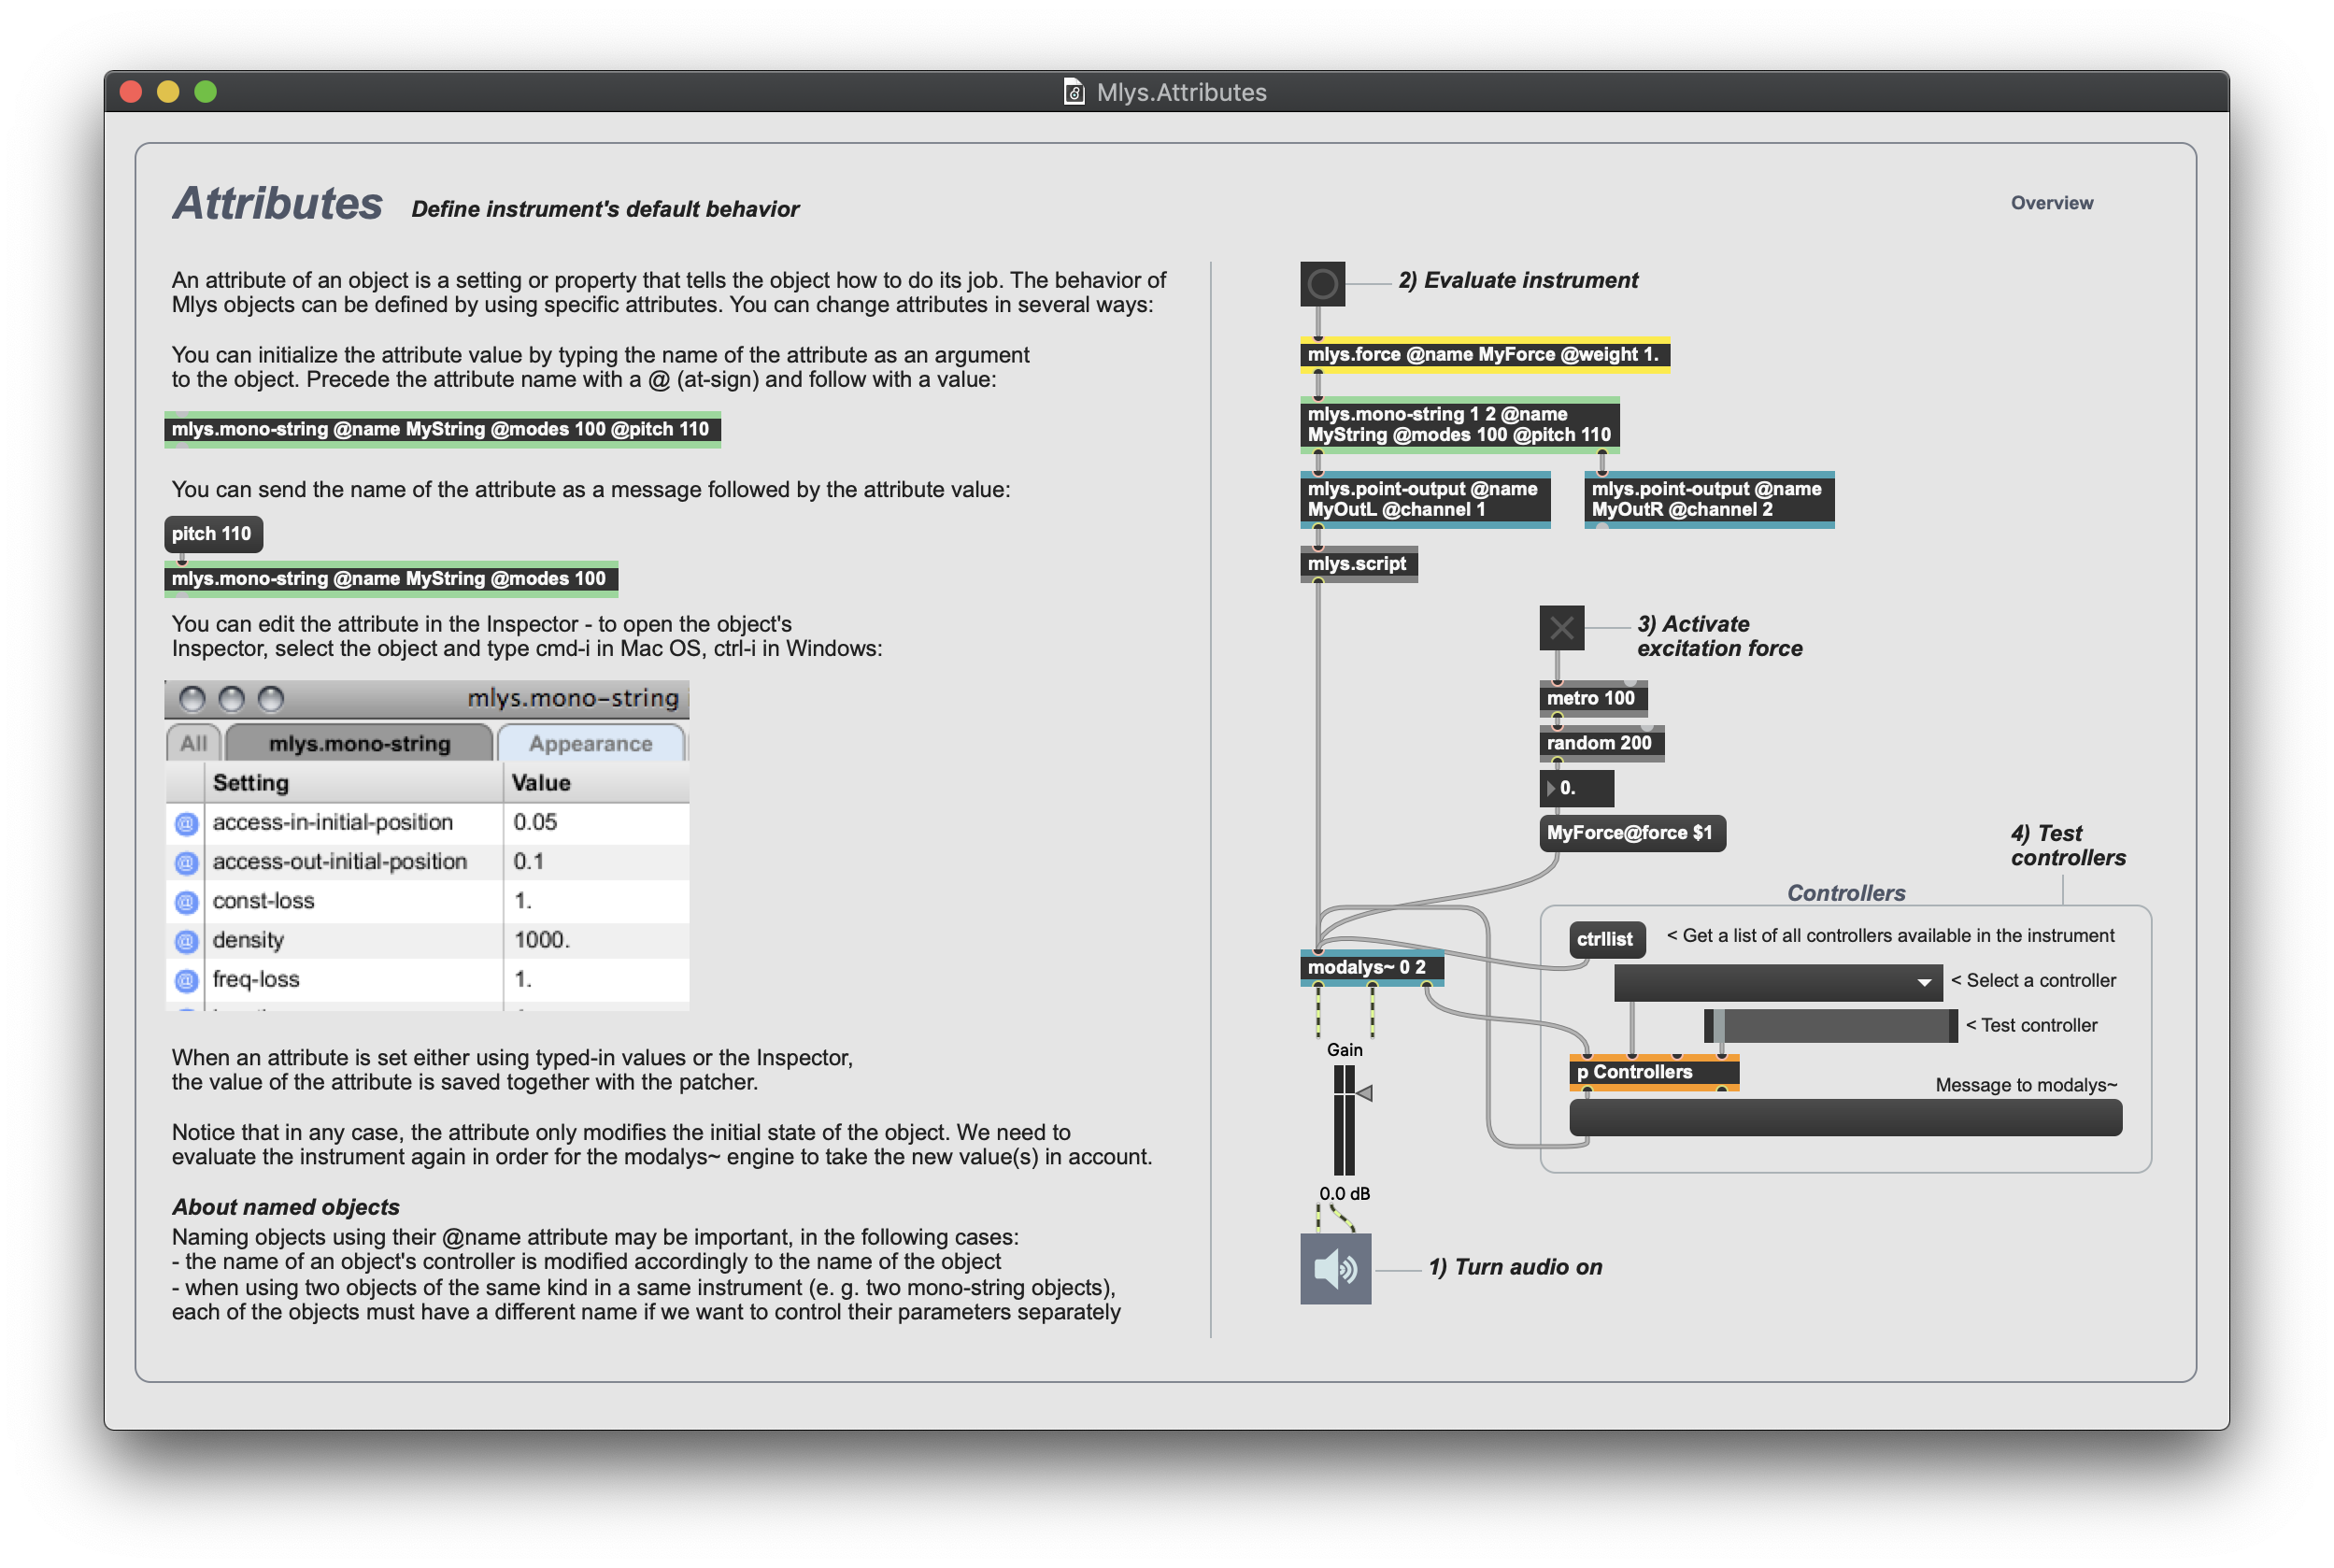 Mlys.Attributes
Attributes
Define instrument's default behavior
Overview
An attribute of an object is a setting or property that tells the object how to do its job. The behavior of
Mlys objects can be defined by using specific attributes. You can change attributes in several ways:
You can initialize the attribute value by typing the name of the attribute as an argument
to the object. Precede the attribute name with a @ (at-sign) and follow with a value:
mlys.mono-string @name MyString @modes 100 @pitch 110
You can send the name of the attribute as a message followed by the attribute value:
pitch 110
mlys.mono-string @name MyString @modes 100
You can edit the attribute in the Inspector - to open the object's
Inspector, select the object and type cmd-i in Mac OS, ctrl-i in Windows:
mlys.mono-string
All mlys.mono-string Appearance
Setting Value
@ access-in-initial-position 0.05
@ access-out-initial-position 0.1
@ const-loss 1.
@ density 1000.
@ freq-loss 1.
When an attribute is set either using typed-in values or the Inspector,
the value of the attribute is saved together with the patcher.
Notice that in any case, the attribute only modifies the initial state of the object. We need to
evaluate the instrument again in order for the modalys~ engine to take the new value(s) in account.
About named objects
Naming objects using their @name attribute may be important, in the following cases:
- the name of an object's controller is modified accordingly to the name of the object
- when using two objects of the same kind in a same instrument (e. g. two mono-string objects),
each of the objects must have a different name if we want to control their parameters separately
2) Evaluate instrument
mlys.force @name MyForce @weight 1.
mlys.mono-string 1 2 @name
MyString @modes 100 @pitch 110
mlys.point-output @name
MyOutL @channel 1
mlys.point-output @name
MyOutR @channel 2
mlys.script
3) Activate
excitation force
metro 100
random 200
0.
MyForce@force $1
4) Test
controllers
Controllers
ctrllist
< Get a list of all controllers available in the instrument
< Select a controller
< Test controller
modalys~ 0 2
p Controllers
Message to modalys~
Gain
0.0 dB
1) Turn audio on